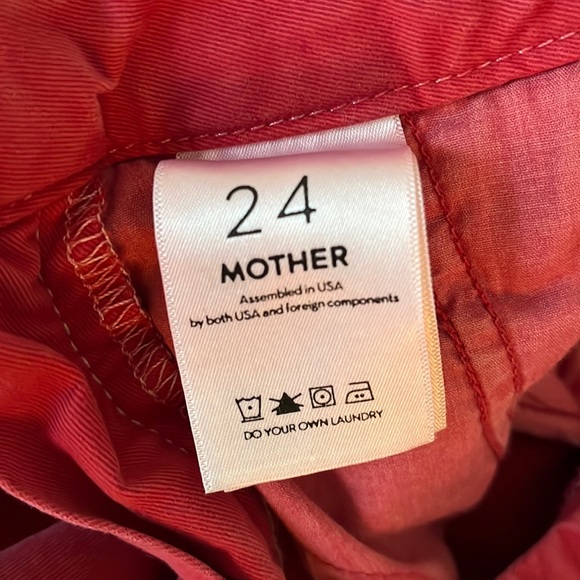 24
MOTHER
Assembled in USA
by both USA and foreign components
DO YOUR OWN LAUNDRY